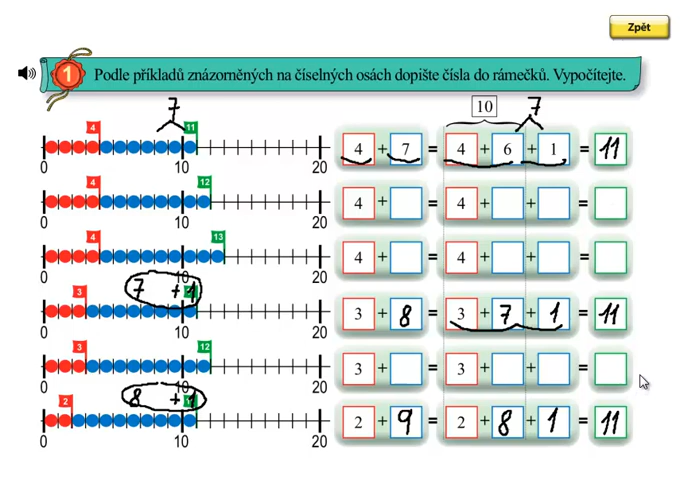 Zpět
1 Podle příkladů znázorněných na číselných osách dopište čísla do rámečků. Vypočítejte.
7 10 7
4 11 4 + 7 = 4 + 6 + 1 = 11
0 10 20
4 12 4 + = 4 + + =
0 10 20
4 13 4 + = 4 + + =
0 10 20
7 + 1
3 3 + 8 = 3 + 7 + 1 = 11
0 10 20
3 12 3 + = 3 + + =
0 10 20
8 + 1
2 2 + 9 = 2 + 8 + 1 = 11
0 10 20